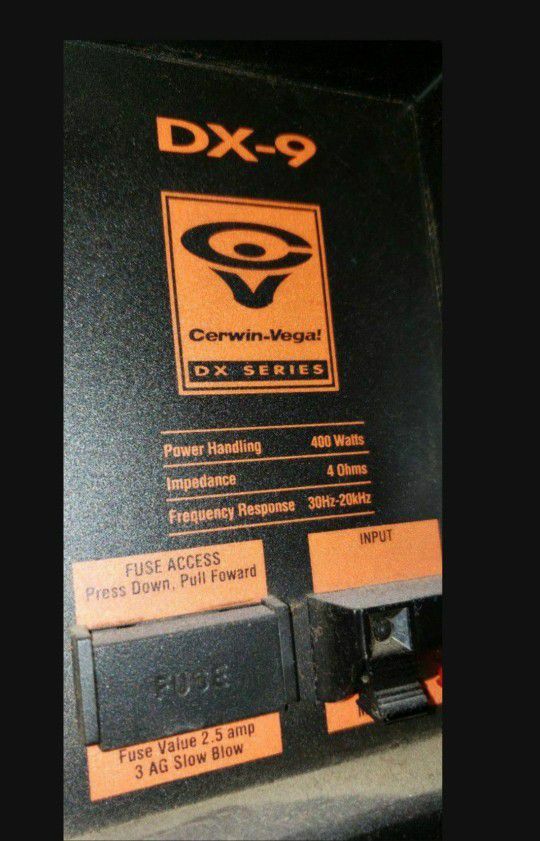 DX-9
Cerwin-Vega!
DX SERIES
Power Handling 400 Watts
Impedance 4 Ohms
Frequency Response 30Hz-20kHz
FUSE ACCESS
Press Down, Pull Foward
INPUT
FUSE
Fuse Value 2.5 amp
3 AG Slow Blow